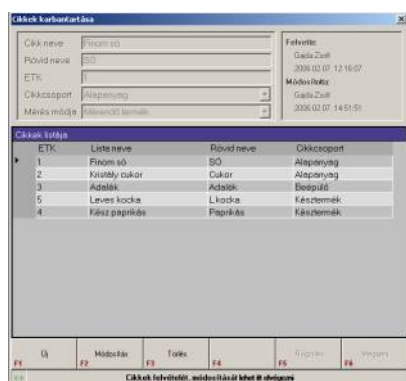 Cikkek karbantartása
Cikk neve Finom só
Rövid neve SÓ
ETK 1
Cikkcsoport Alapanyag
Mérés módja Mérendő termék
Felvette:
Gajda Zsolt
2006.02.07. 12:16:07
Módosította:
Gajda Zsolt
2006.02.07. 14:51:51
Cikkek listája
ETK Lista neve Rövid neve Cikkcsoport
1 Finom só SÓ Alapanyag
2 Kristály cukor Cukor Alapanyag
3 Adalék Adalék Beépülő
5 Leves kocka L.kocka Késztermék
4 Kész paprikás Paprikás Késztermék
F1 Új F2 Módosítás F3 Törlés F4 F5 Rögzítés F6 Mégsem
Cikkek felvételét, módosítását lehet itt elvégezni